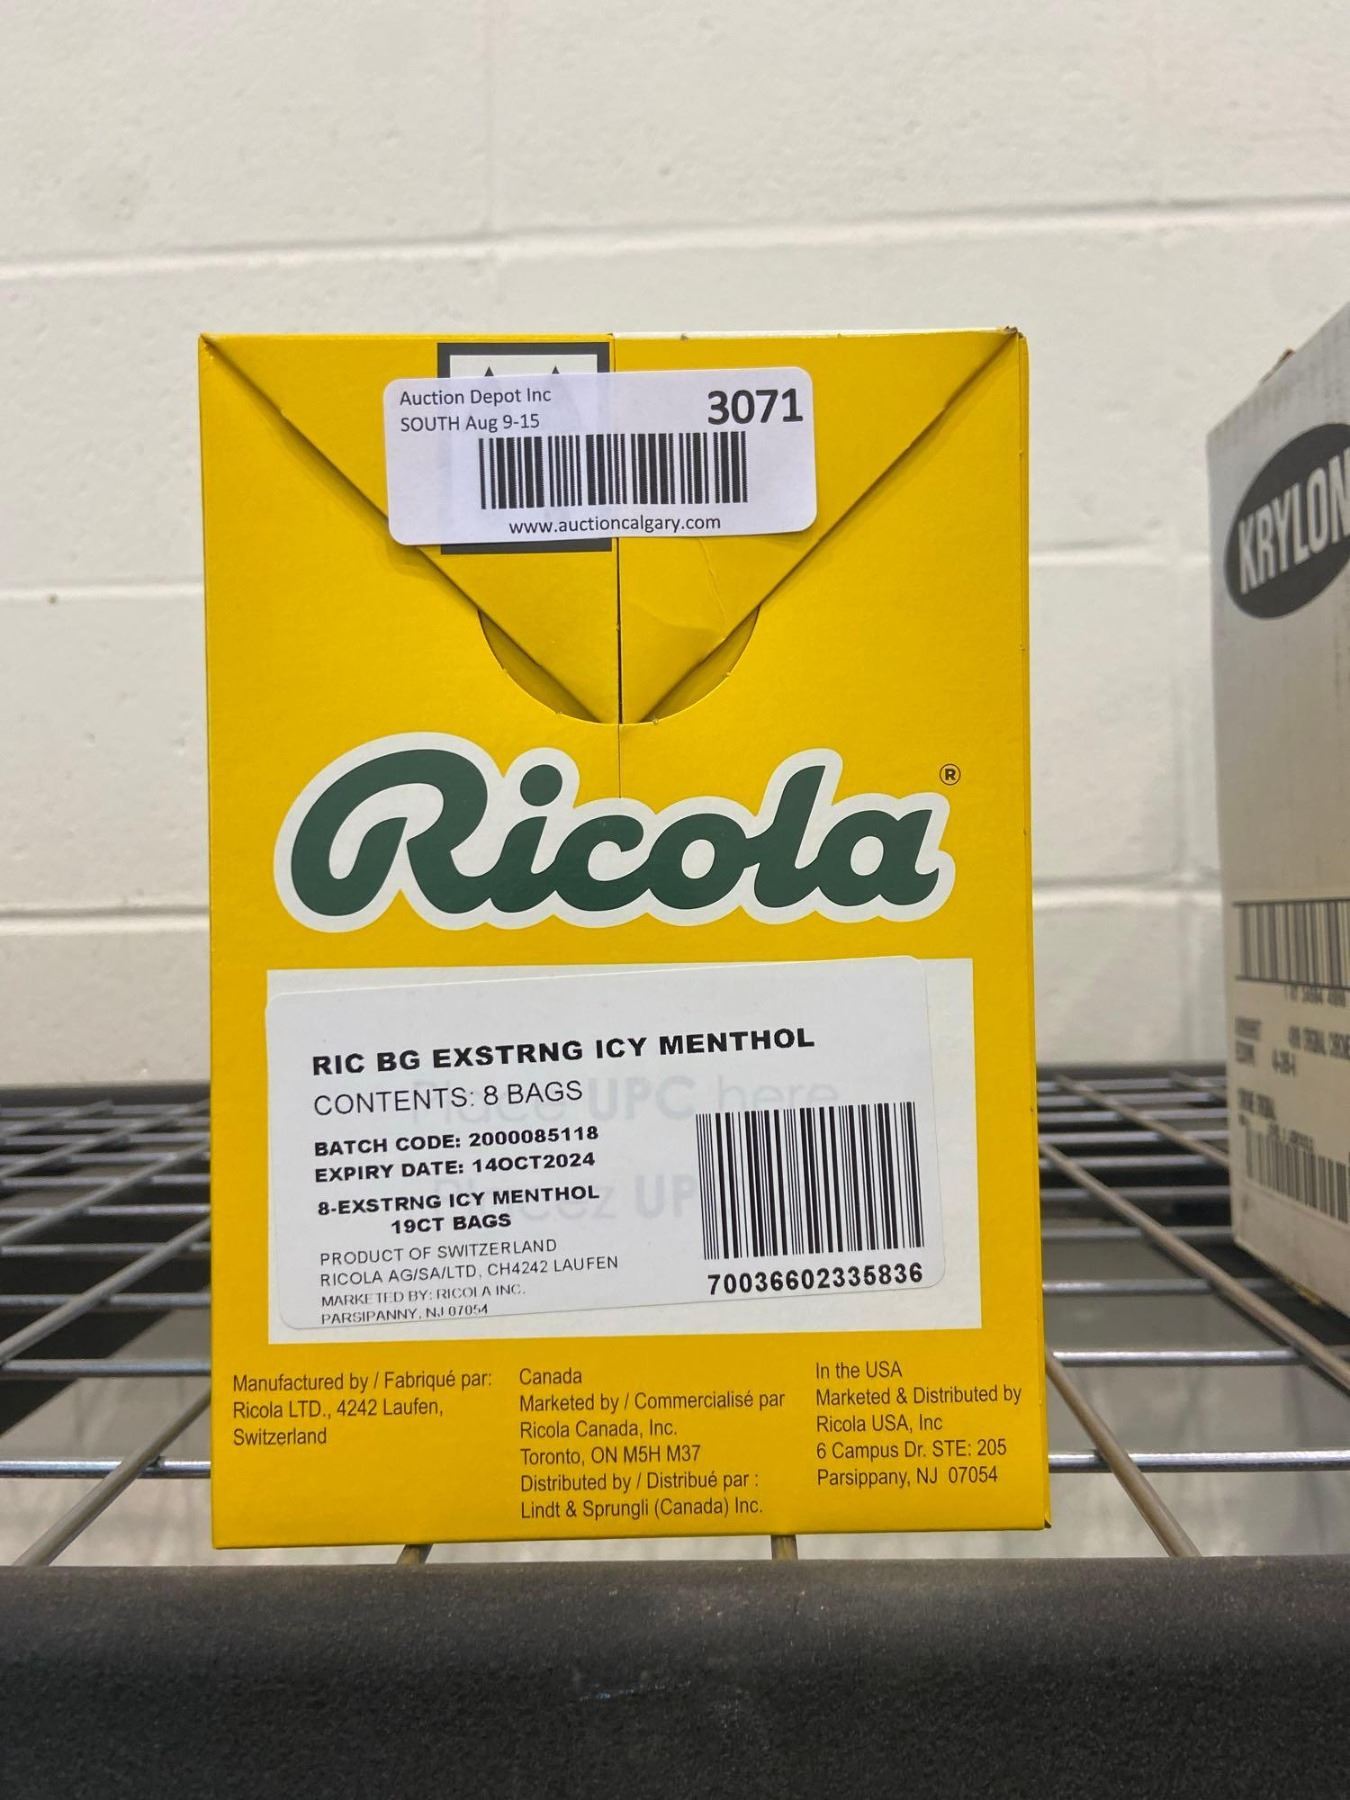 Auction Depot Inc
SOUTH Aug 9-15
3071
www.auctioncalgary.com
Ricola®
RIC BG EXSTRNG ICY MENTHOL
CONTENTS: 8 BAGS
BATCH CODE: 2000085118
EXPIRY DATE: 14OCT2024
8-EXSTRNG ICY MENTHOL
19CT BAGS
PRODUCT OF SWITZERLAND
RICOLA AG/SA/LTD, CH4242 LAUFEN
MARKETED BY: RICOLA INC.
PARSIPANNY, NJ 07054
UPC here
UP
70036602335836
Manufactured by / Fabriqué par:
Ricola LTD., 4242 Laufen,
Switzerland
Canada
Marketed by / Commercialisé par
Ricola Canada, Inc.
Toronto, ON M5H M37
Distributed by / Distribué par :
Lindt & Sprungli (Canada) Inc.
In the USA
Marketed & Distributed by
Ricola USA, Inc
6 Campus Dr. STE: 205
Parsippany, NJ 07054
KRYLON